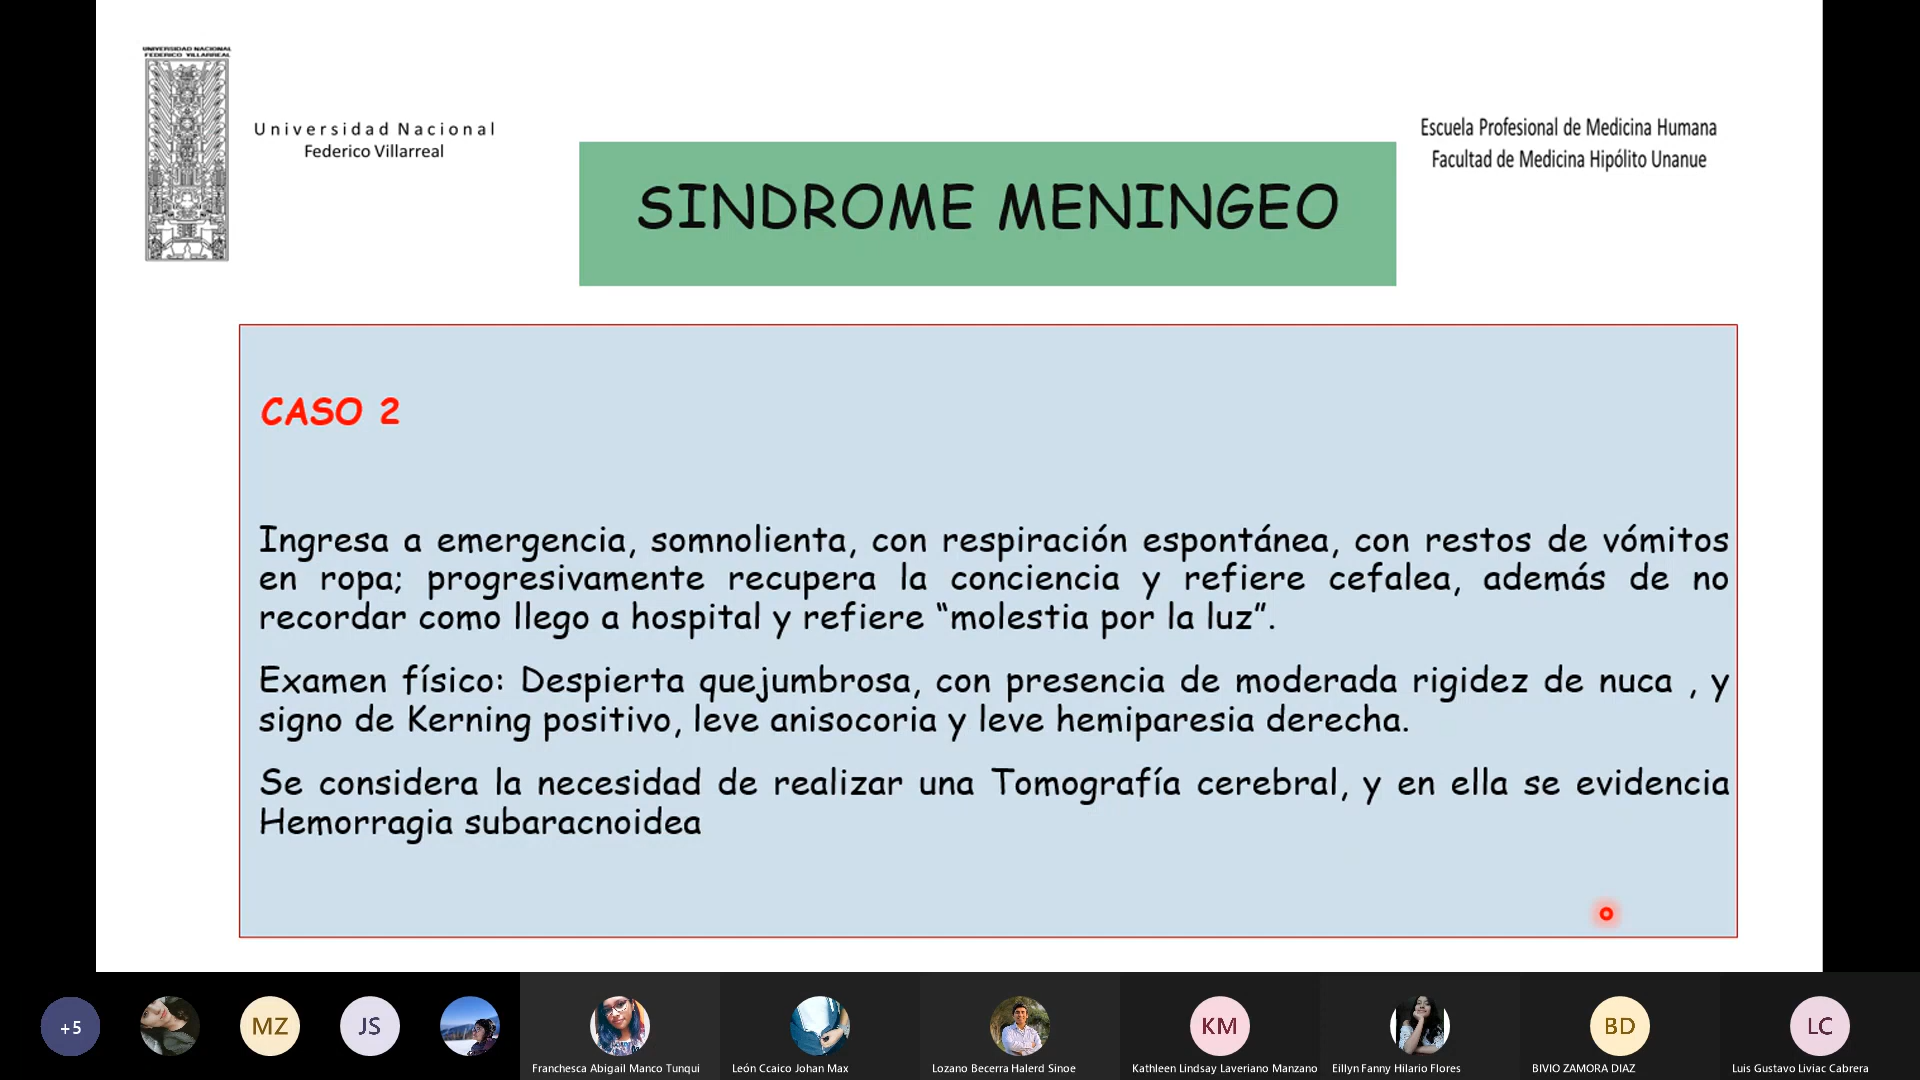 UNIVERSIDAD NACIONAL
FEDERICO VILLARREAL
Universidad Nacional
Federico Villarreal
SINDROME MENINGEO
Escuela Profesional de Medicina Humana
Facultad de Medicina Hipólito Unanue
CASO 2
Ingresa a emergencia, somnolienta, con respiración espontánea, con restos de vómitos
en ropa; progresivamente recupera la conciencia y refiere cefalea, además de no
recordar como llego a hospital y refiere “molestia por la luz”.
Examen físico: Despierta quejumbrosa, con presencia de moderada rigidez de nuca , y
signo de Kerning positivo, leve anisocoria y leve hemiparesia derecha.
Se considera la necesidad de realizar una Tomografía cerebral, y en ella se evidencia
Hemorragia subaracnoidea
+5
MZ
JS
Franchesca Abigail Manco Tunqui
León Ccaico Johan Max
Lozano Becerra Halerd Sinoe
KM
Kathleen Lindsay Laveriano Manzano
Eillyn Fanny Hilario Flores
BD
BIVIO ZAMORA DIAZ
LC
Luis Gustavo Liviac Cabrera